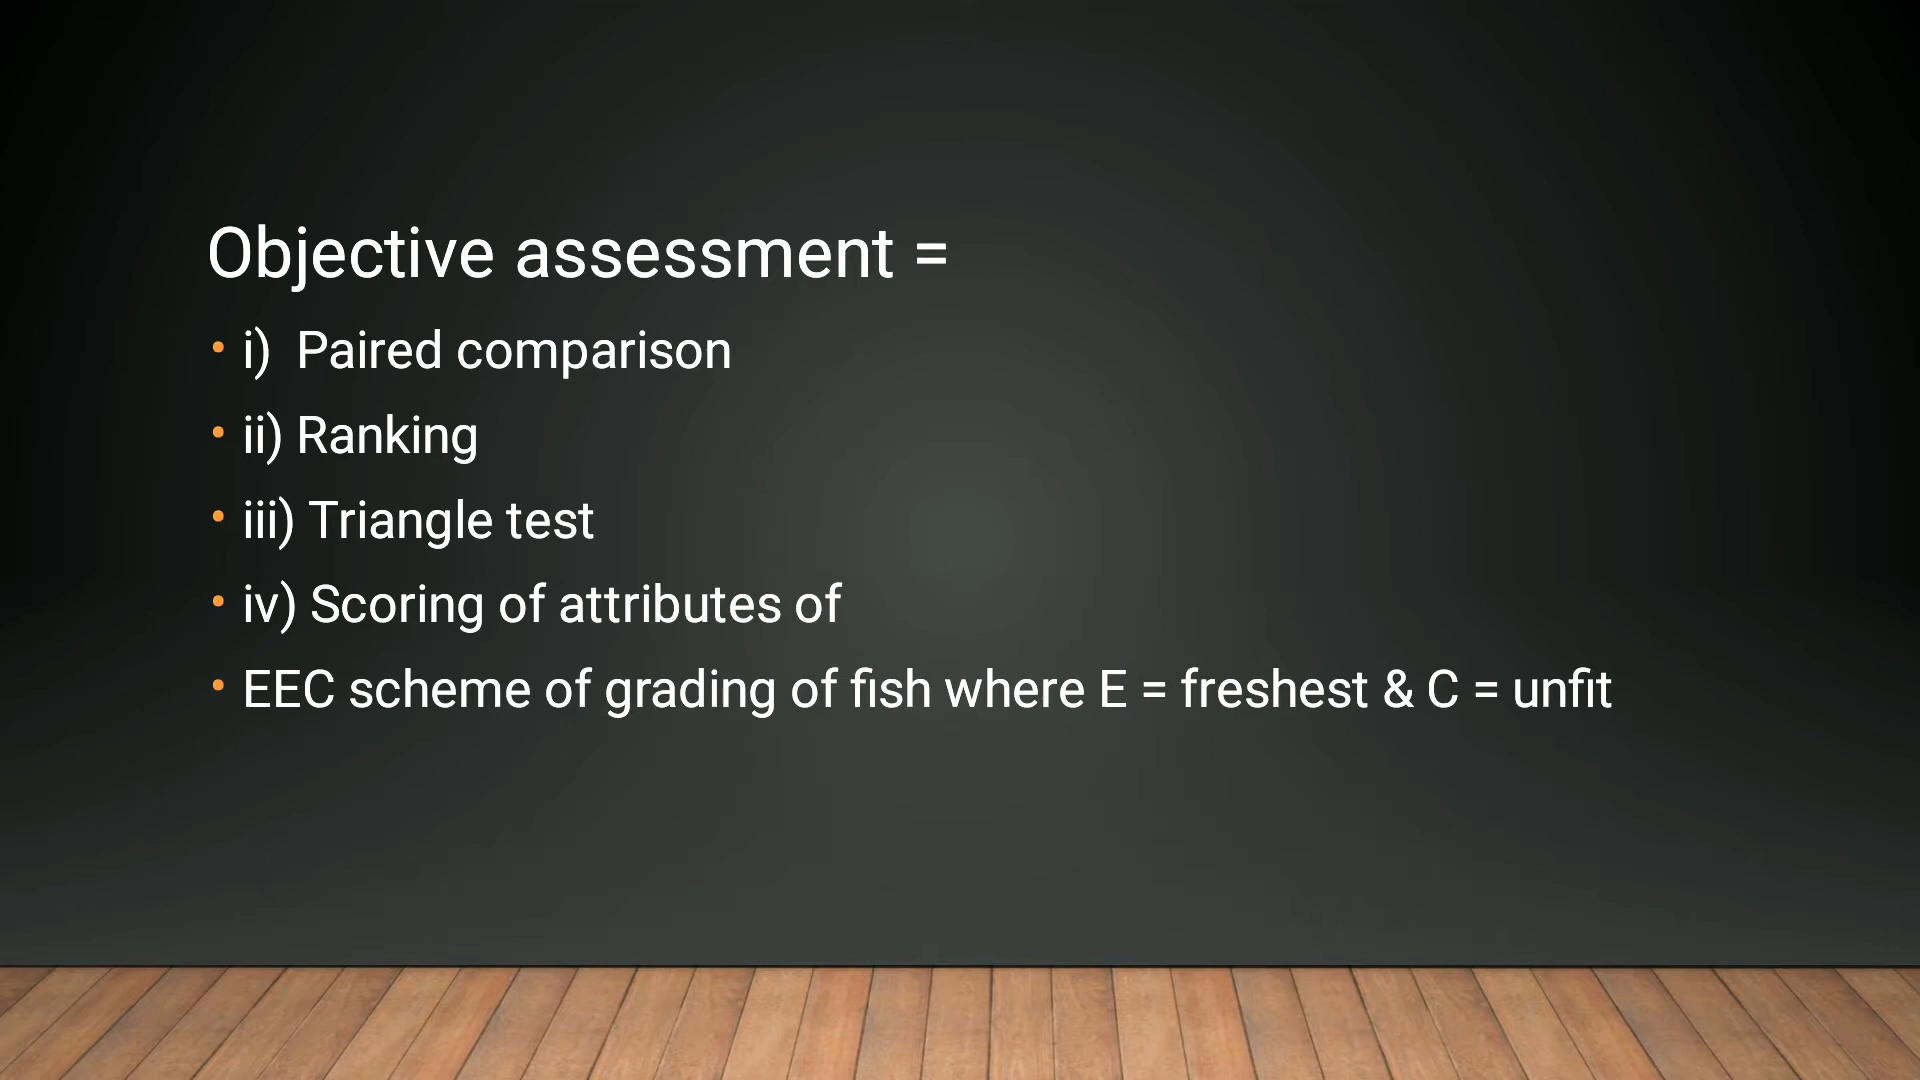 Objective assessment =
• i)  Paired comparison
• ii) Ranking
• iii) Triangle test
• iv) Scoring of attributes of
• EEC scheme of grading of fish where E = freshest & C = unfit